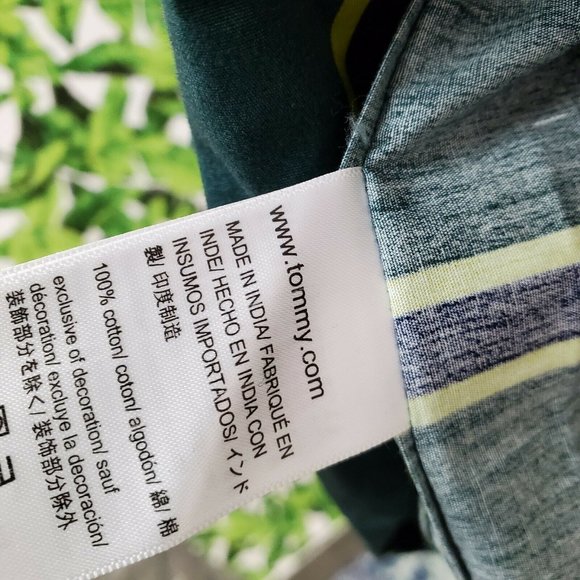 www.tommy.com
MADE IN INDIA/ FABRIQUÉ EN
INDE/ HECHO EN INDIA CON
INSUMOS IMPORTADOS/ インド
製/ 印度制造
100% cotton/ coton/ algodón/ 綿/ 棉
exclusive of decoration/ sauf
décoration/ excluye la decoración/
装飾部分を除く/ 装饰部分除外